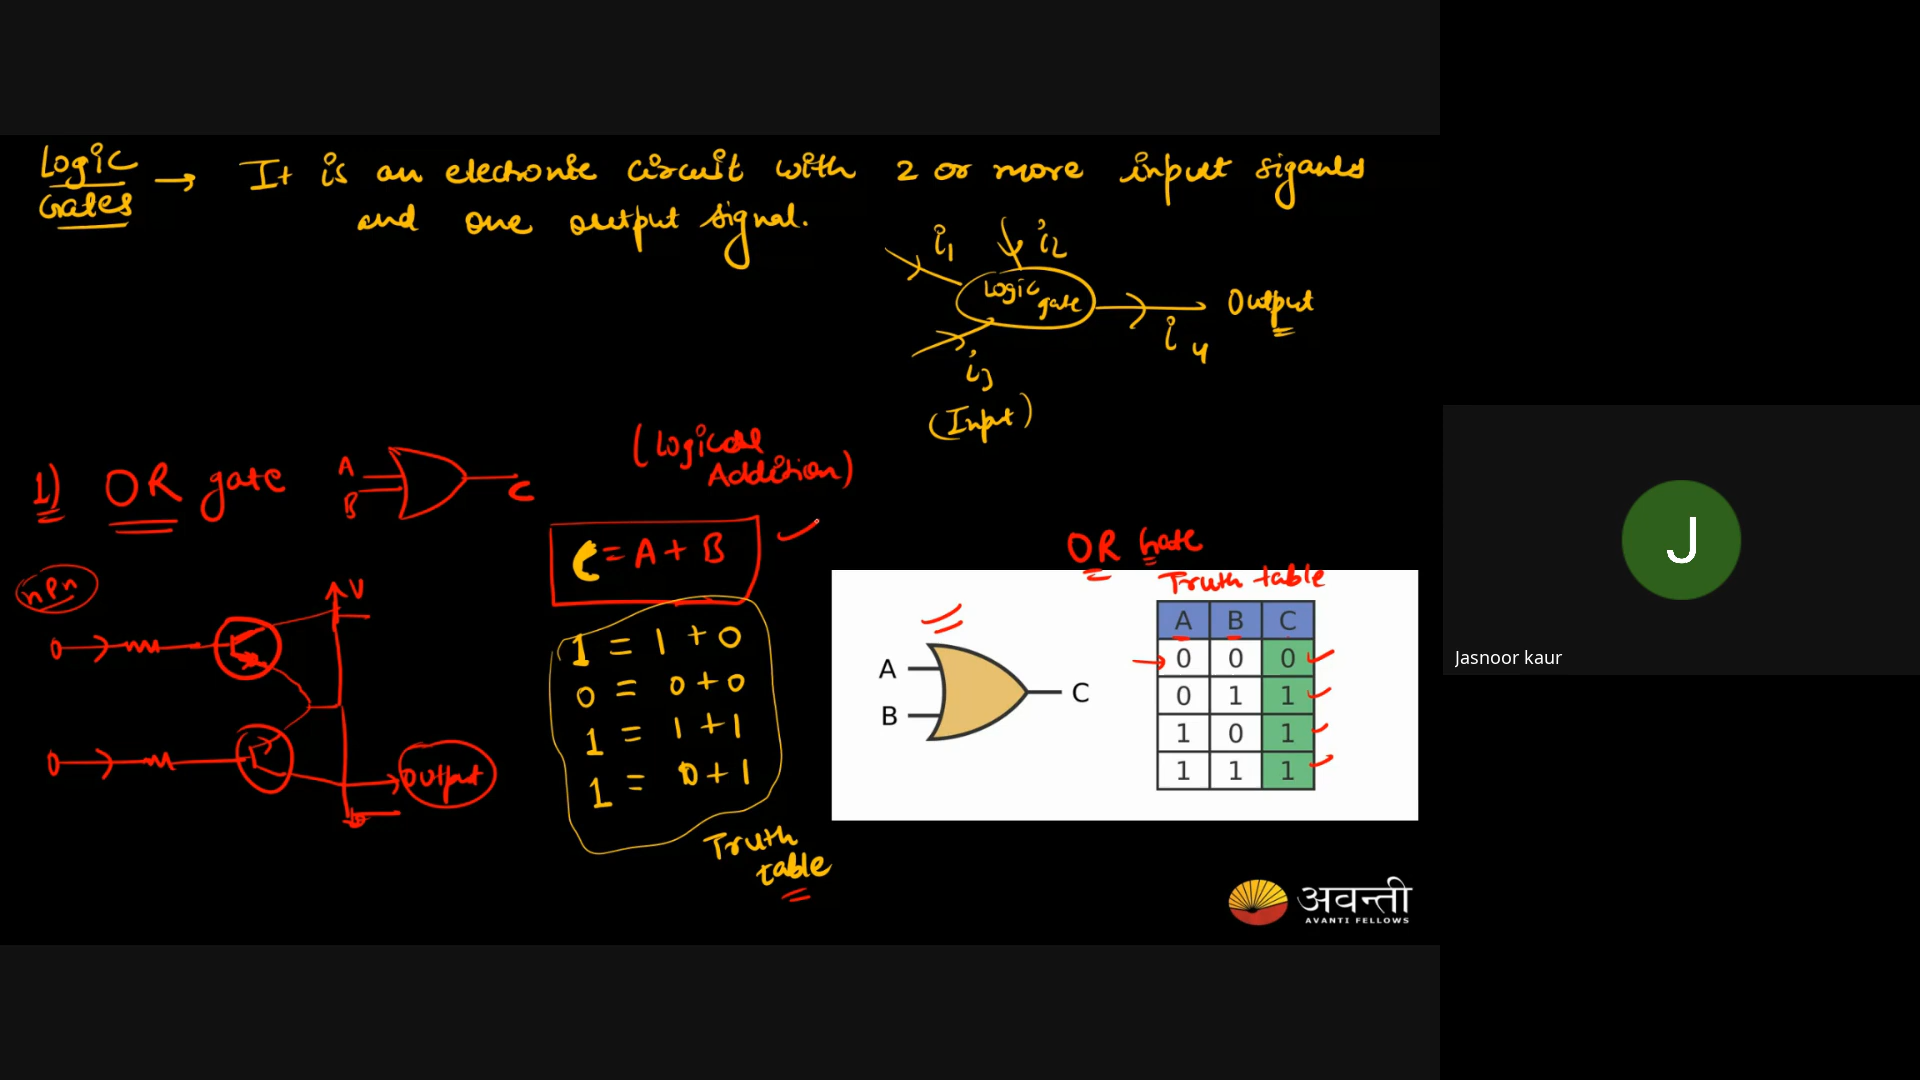 Logic Gates → It is an electronic circuit with 2 or more input siganls
and one output signal.
i1
i2
Logic gate
Output
i4
i3
(Input)
1) OR gate
A
B
C
(Logical Addition)
C = A + B
nPn
V
Output
1 = 1 + 0
0 = 0 + 0
1 = 1 + 1
1 = 0 + 1
Truth table
OR Gate
Truth table
A
B
C
A B C
0 0 0
0 1 1
1 0 1
1 1 1
अवन्ती
AVANTI FELLOWS
J
Jasnoor kaur